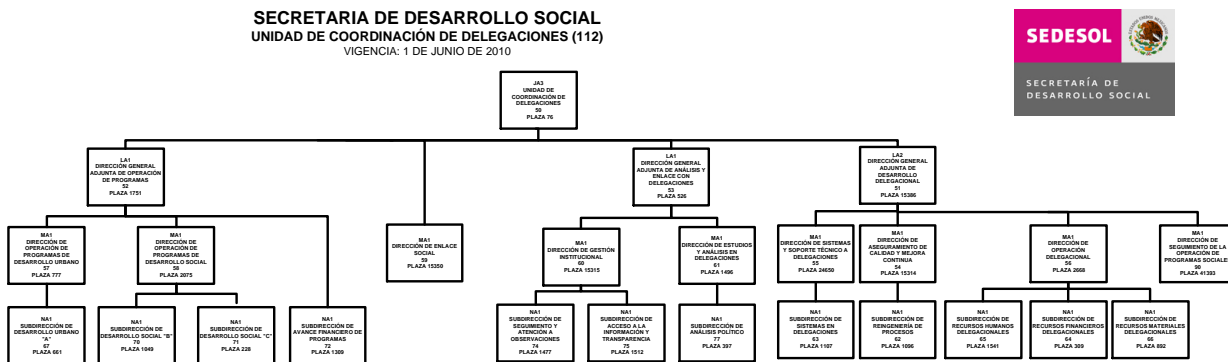 SECRETARIA DE DESARROLLO SOCIAL
UNIDAD DE COORDINACIÓN DE DELEGACIONES (112)
VIGENCIA: 1 DE JUNIO DE 2010
SEDESOL
SECRETARÍA DE
DESARROLLO SOCIAL
JA3
UNIDAD DE
COORDINACIÓN DE
DELEGACIONES
50
PLAZA 76
LA1
DIRECCIÓN GENERAL
ADJUNTA DE OPERACIÓN
DE PROGRAMAS
52
PLAZA 1751
LA1
DIRECCIÓN GENERAL
ADJUNTA DE ANÁLISIS Y
ENLACE CON
DELEGACIONES
53
PLAZA 526
LA2
DIRECCIÓN GENERAL
ADJUNTA DE
DESARROLLO
DELEGACIONAL
51
PLAZA 15386
MA1
DIRECCIÓN DE
OPERACIÓN DE
PROGRAMAS DE
DESARROLLO URBANO
57
PLAZA 777
MA1
DIRECCIÓN DE
OPERACIÓN DE
PROGRAMAS DE
DESARROLLO SOCIAL
58
PLAZA 2075
MA1
DIRECCIÓN DE ENLACE
SOCIAL
59
PLAZA 15350
MA1
DIRECCIÓN DE GESTIÓN
INSTITUCIONAL
60
PLAZA 15315
MA1
DIRECCIÓN DE ESTUDIOS
Y ANÁLISIS EN
DELEGACIONES
61
PLAZA 1496
MA1
DIRECCIÓN DE SISTEMAS
Y SOPORTE TÉCNICO A
DELEGACIONES
55
PLAZA 24650
MA1
DIRECCIÓN DE
ASEGURAMIENTO DE
CALIDAD Y MEJORA
CONTINUA
54
PLAZA 15314
MA1
DIRECCIÓN DE
OPERACIÓN
DELEGACIONAL
56
PLAZA 2668
MA1
DIRECCIÓN DE
SEGUIMIENTO DE LA
OPERACIÓN DE
PROGRAMAS SOCIALES
90
PLAZA 41393
NA1
SUBDIRECCIÓN DE
DESARROLLO URBANO
"A"
67
PLAZA 661
NA1
SUBDIRECCIÓN DE
DESARROLLO SOCIAL "B"
70
PLAZA 1049
NA1
SUBDIRECCIÓN DE
DESARROLLO SOCIAL "C"
71
PLAZA 228
NA1
SUBDIRECCIÓN DE
AVANCE FINANCIERO DE
PROGRAMAS
72
PLAZA 1309
NA1
SUBDIRECCIÓN DE
SEGUIMIENTO Y
ATENCIÓN A
OBSERVACIONES
74
PLAZA 1477
NA1
SUBDIRECCIÓN DE
ACCESO A LA
INFORMACIÓN Y
TRANSPARENCIA
75
PLAZA 1512
NA1
SUBDIRECCIÓN DE
ANÁLISIS POLÍTICO
77
PLAZA 397
NA1
SUBDIRECCIÓN DE
SISTEMAS EN
DELEGACIONES
63
PLAZA 1107
NA1
SUBDIRECCIÓN DE
REINGENIERÍA DE
PROCESOS
62
PLAZA 1096
NA1
SUBDIRECCIÓN DE
RECURSOS HUMANOS
DELEGACIONALES
65
PLAZA 1541
NA1
SUBDIRECCIÓN DE
RECURSOS FINANCIEROS
DELEGACIONALES
64
PLAZA 309
NA1
SUBDIRECCIÓN DE
RECURSOS MATERIALES
DELEGACIONALES
66
PLAZA 892